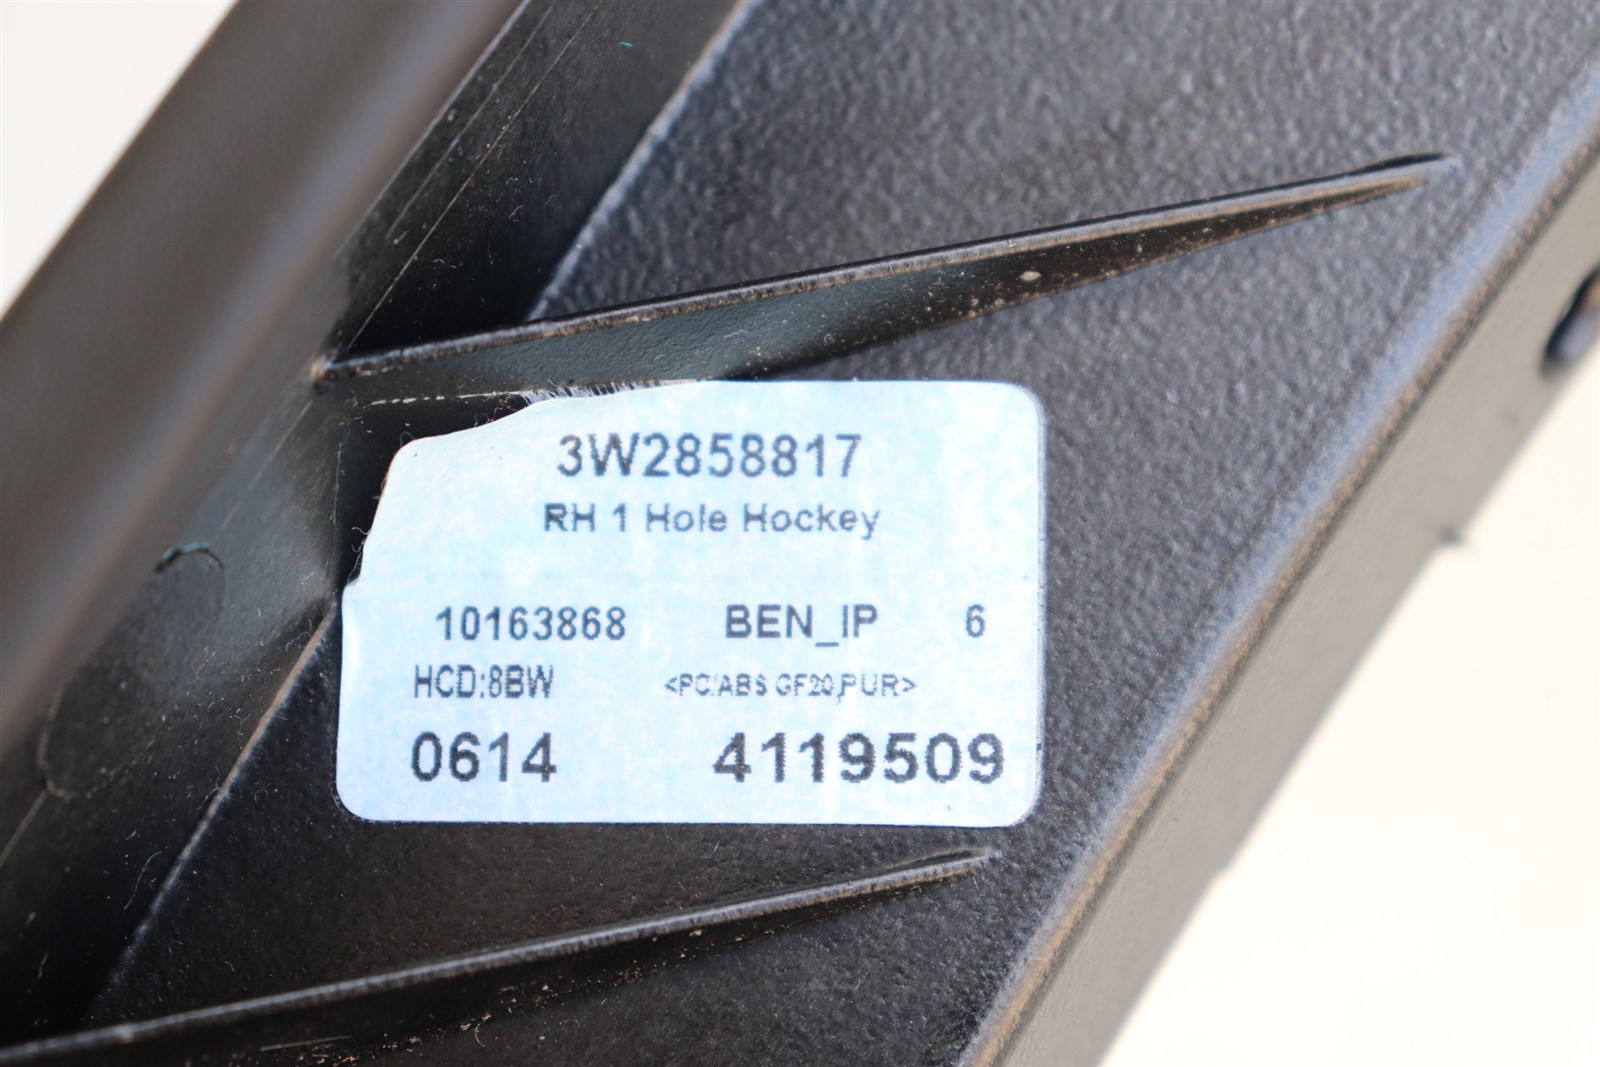 3W2858817
RH 1 Hole Hockey
10163868 BEN_IP 6
HCD:8BW <PC/ABS GF20,PUR>
0614 4119509